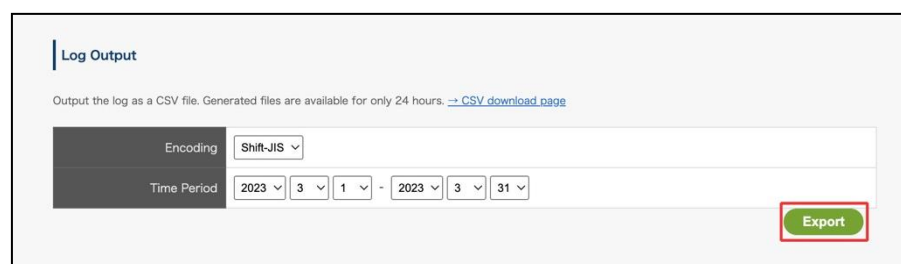 Log Output
Output the log as a CSV file. Generated files are available for only 24 hours. → CSV download page
Encoding Shift-JIS
Time Period 2023 3 1 - 2023 3 31
Export